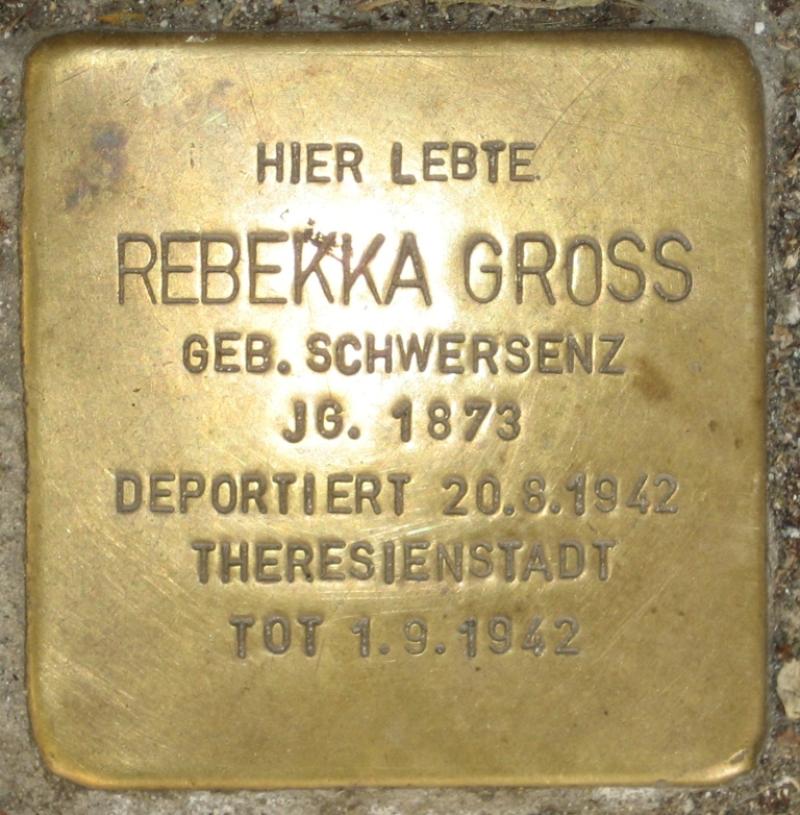 HIER LEBTE
REBEKKA GROSS
GEB. SCHWERSENZ
JG. 1873
DEPORTIERT 20.8.1942
THERESIENSTADT
TOT 1.9.1942